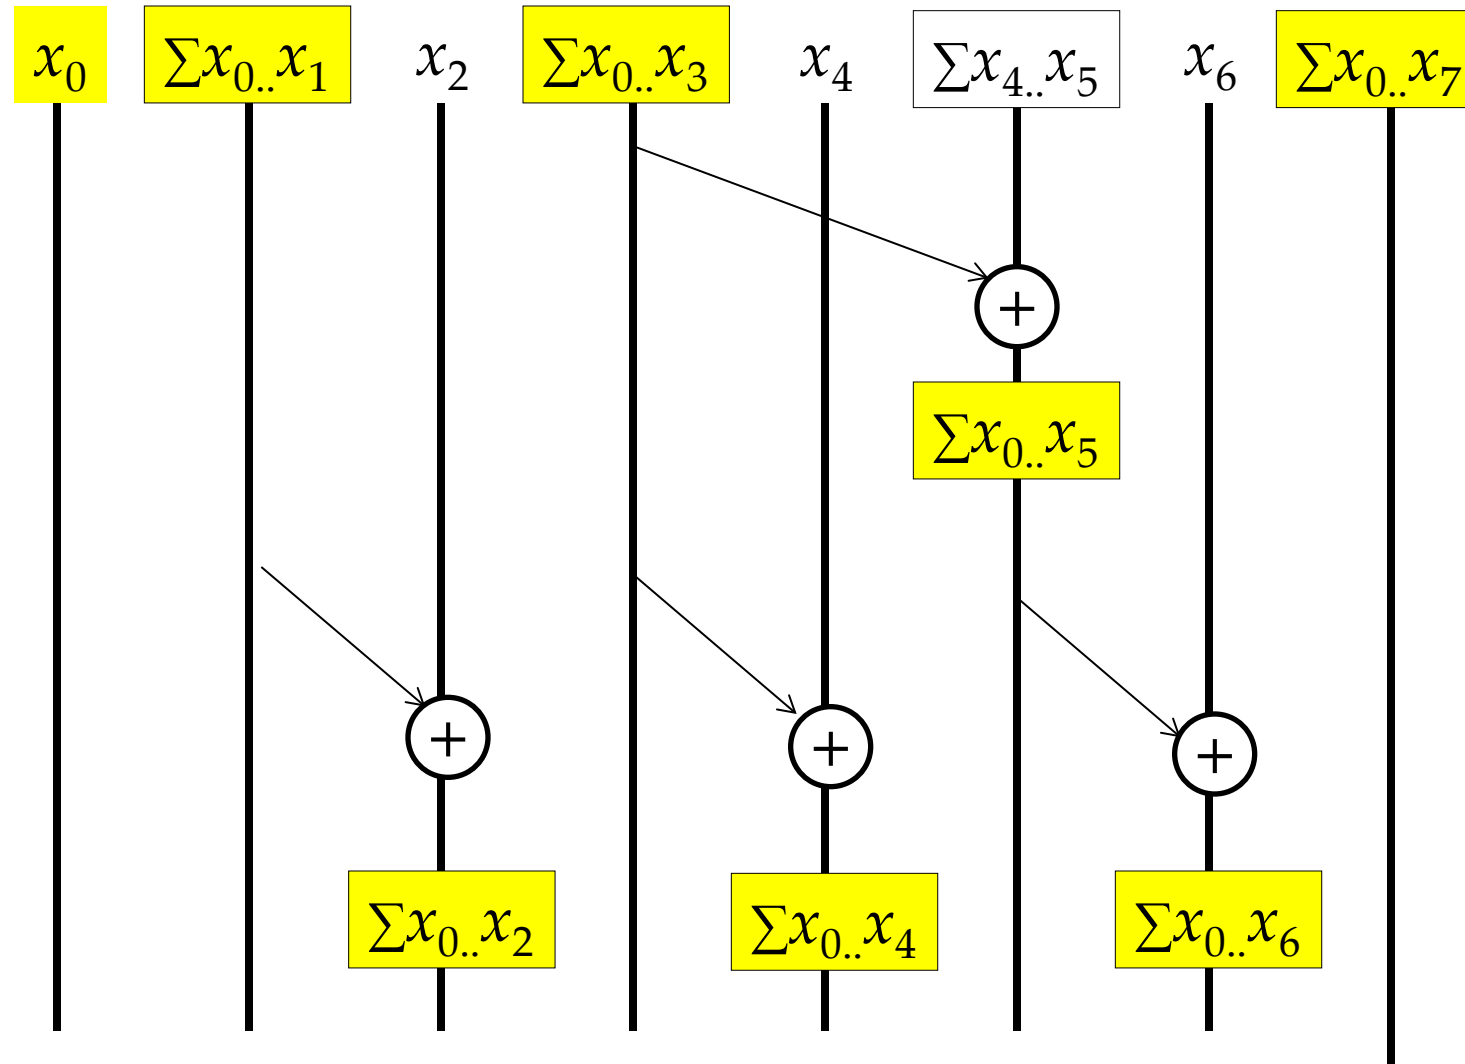 x₀ ∑x₀..x₁ x₂ ∑x₀..x₃ x₄ ∑x₄..x₅ x₆ ∑x₀..x₇
+
∑x₀..x₅
+ + +
∑x₀..x₂ ∑x₀..x₄ ∑x₀..x₆